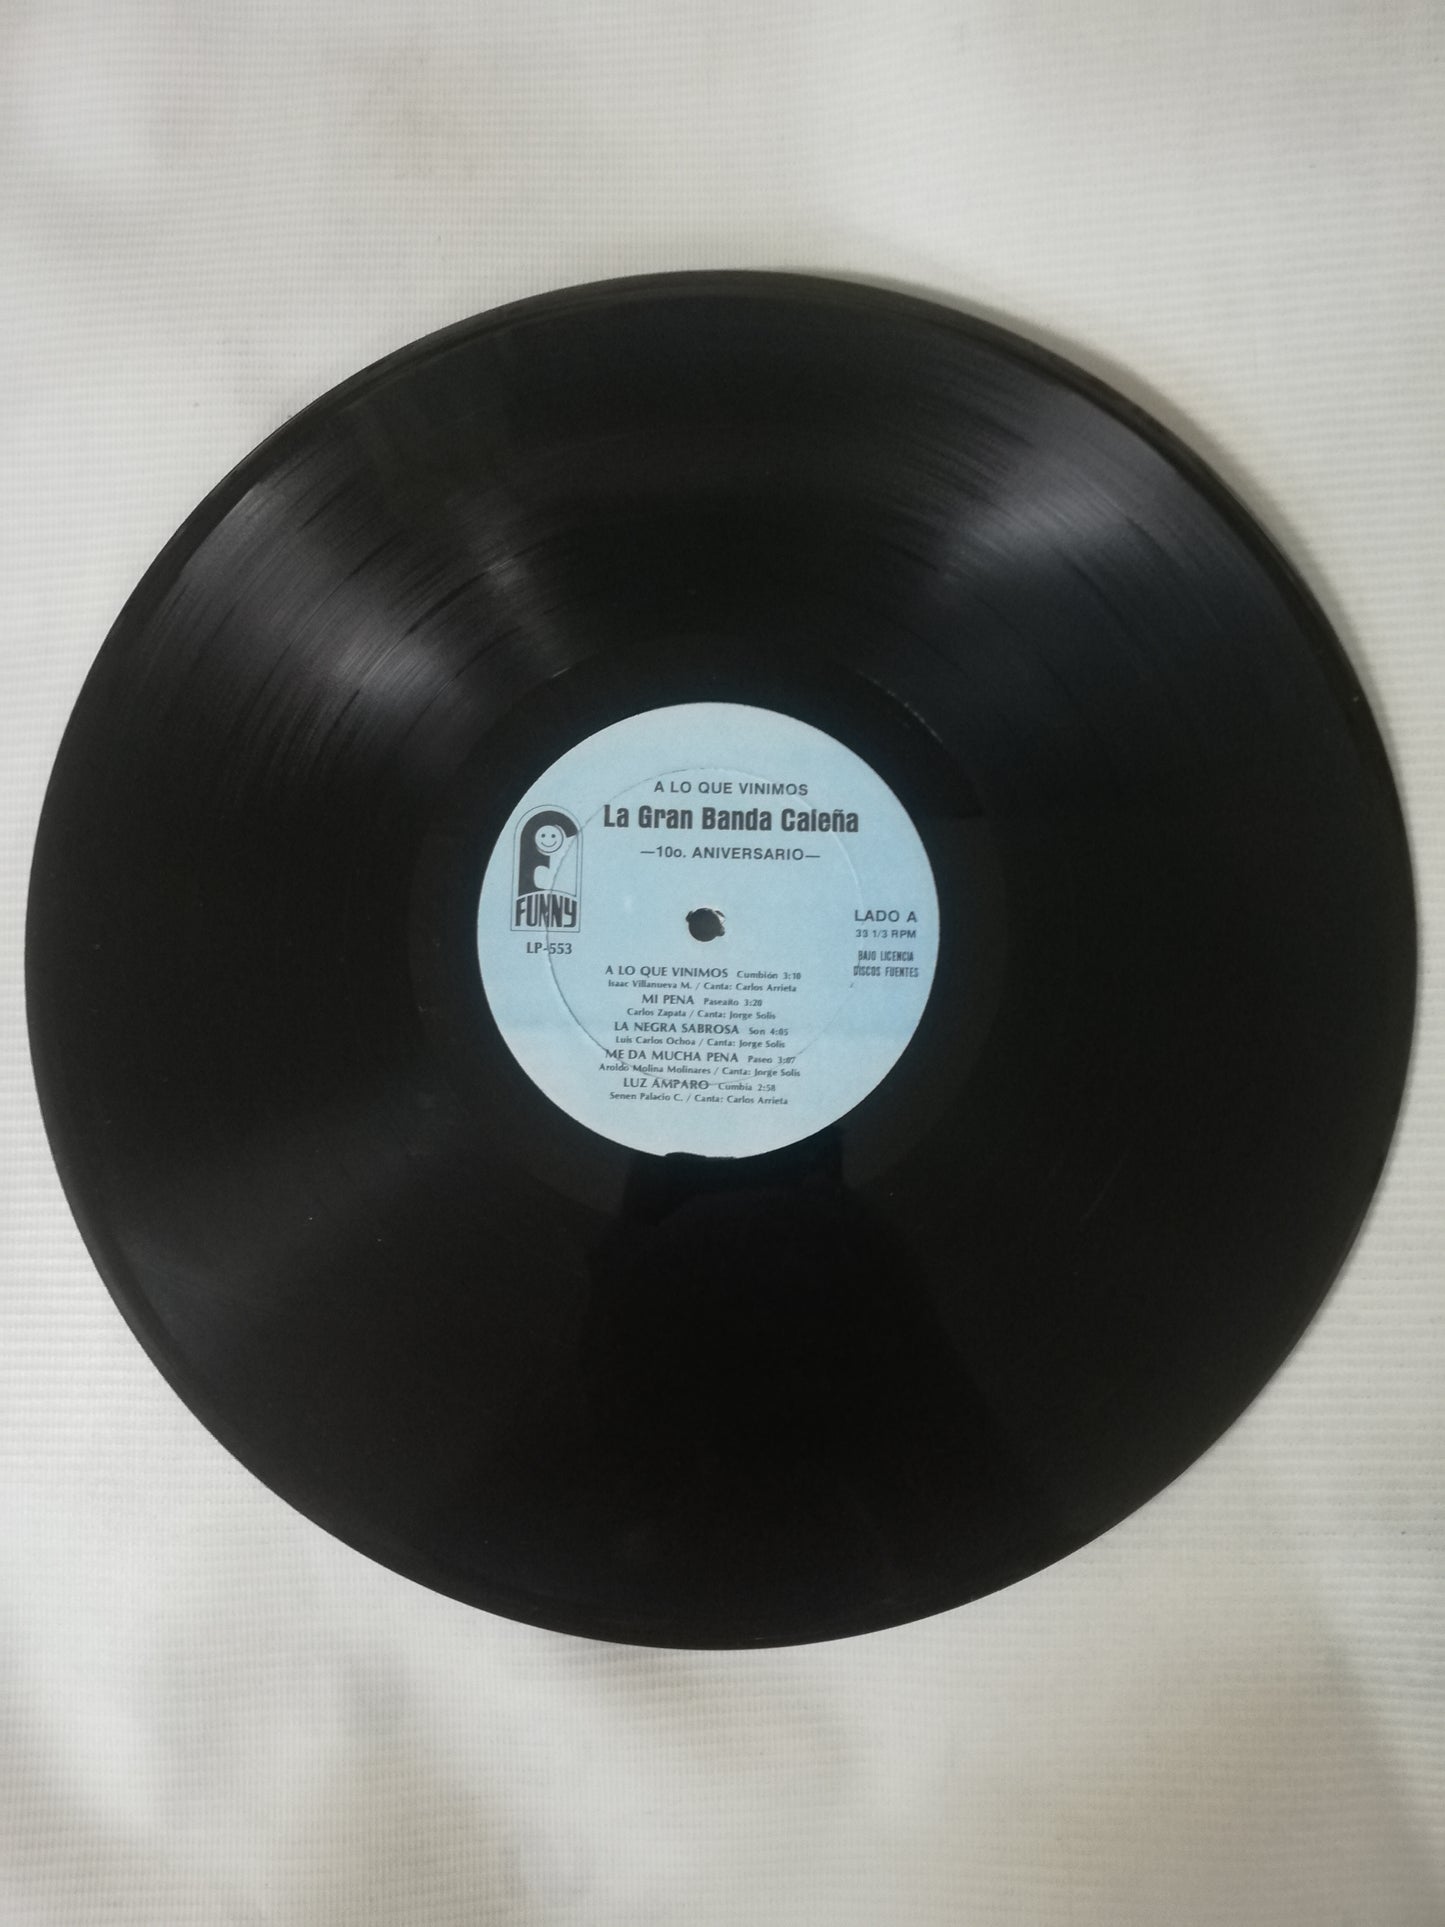 A LO QUE VINIMOS
La Gran Banda Caleña
—10o. ANIVERSARIO—
FUNNY
LP-553
LADO A
33 1/3 RPM
BAJO LICENCIA
DISCOS FUENTES
A LO QUE VINIMOS Cumbión 3:10
Isaac Villanueva M. / Canta: Carlos Arrieta
MI PENA Paseaito 3:20
Carlos Zapata / Canta: Jorge Solis
LA NEGRA SABROSA Son 4:05
Luis Carlos Ochoa / Canta: Jorge Solis
ME DA MUCHA PENA Paseo 3:07
Aroldo Molina Molinares / Canta: Jorge Solis
LUZ AMPARO Cumbia 2:58
Senen Palacio C. / Canta: Carlos Arrieta